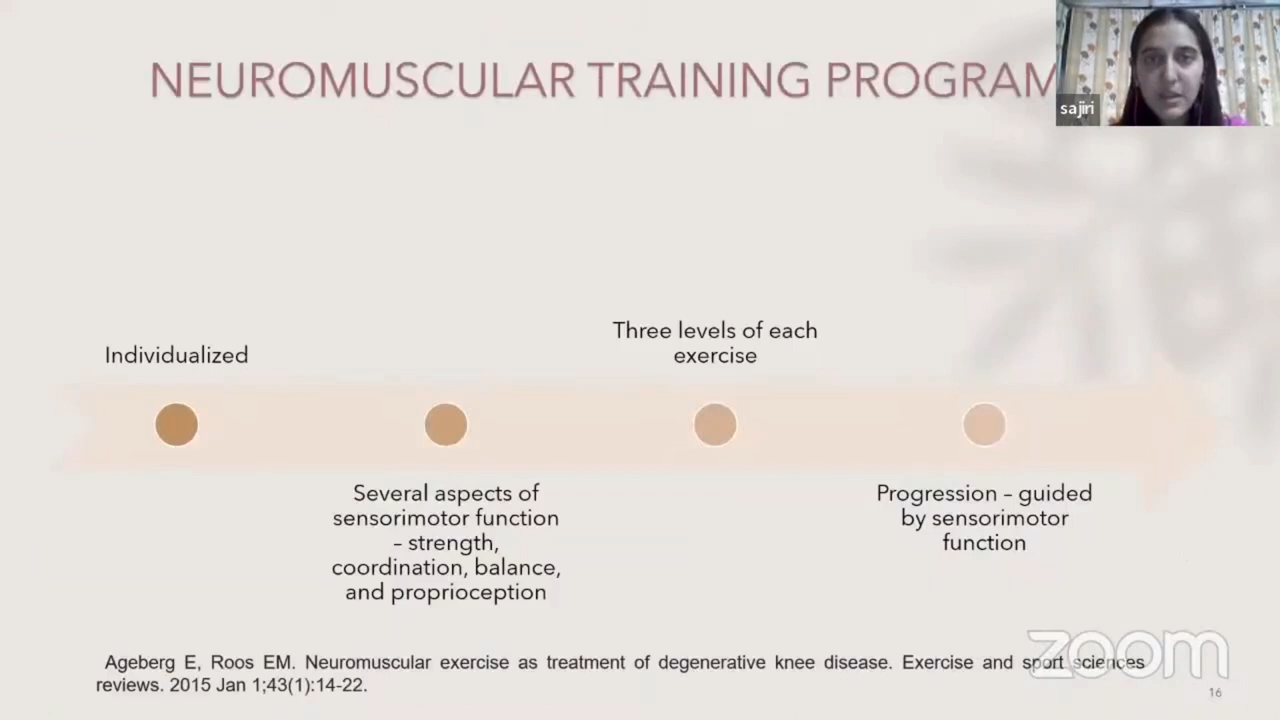 NEUROMUSCULAR TRAINING PROGRAM
sajiri
Individualized
Three levels of each
exercise
Several aspects of
sensorimotor function
– strength,
coordination, balance,
and proprioception
Progression – guided
by sensorimotor
function
Ageberg E, Roos EM. Neuromuscular exercise as treatment of degenerative knee disease. Exercise and sport sciences
reviews. 2015 Jan 1;43(1):14-22.
zoom
16